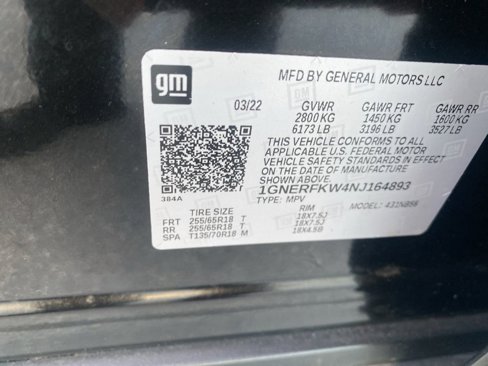 gm
MFD BY GENERAL MOTORS LLC
03/22 GVWR GAWR FRT GAWR RR
2800 KG 1450 KG 1600 KG
6173 LB 3196 LB 3527 LB
THIS VEHICLE CONFORMS TO ALL
APPLICABLE U.S. FEDERAL MOTOR
VEHICLE SAFETY STANDARDS IN EFFECT
ON THE DATE OF MANUFACTURE
SHOWN ABOVE.
1GNERFKW4NJ164893
384A TYPE: MPV MODEL: 431NB56
TIRE SIZE RIM
FRT 255/65R18 T 18X7.5J
RR 255/65R18 T 18X7.5J
SPA T135/70R18 M 18X4.5B